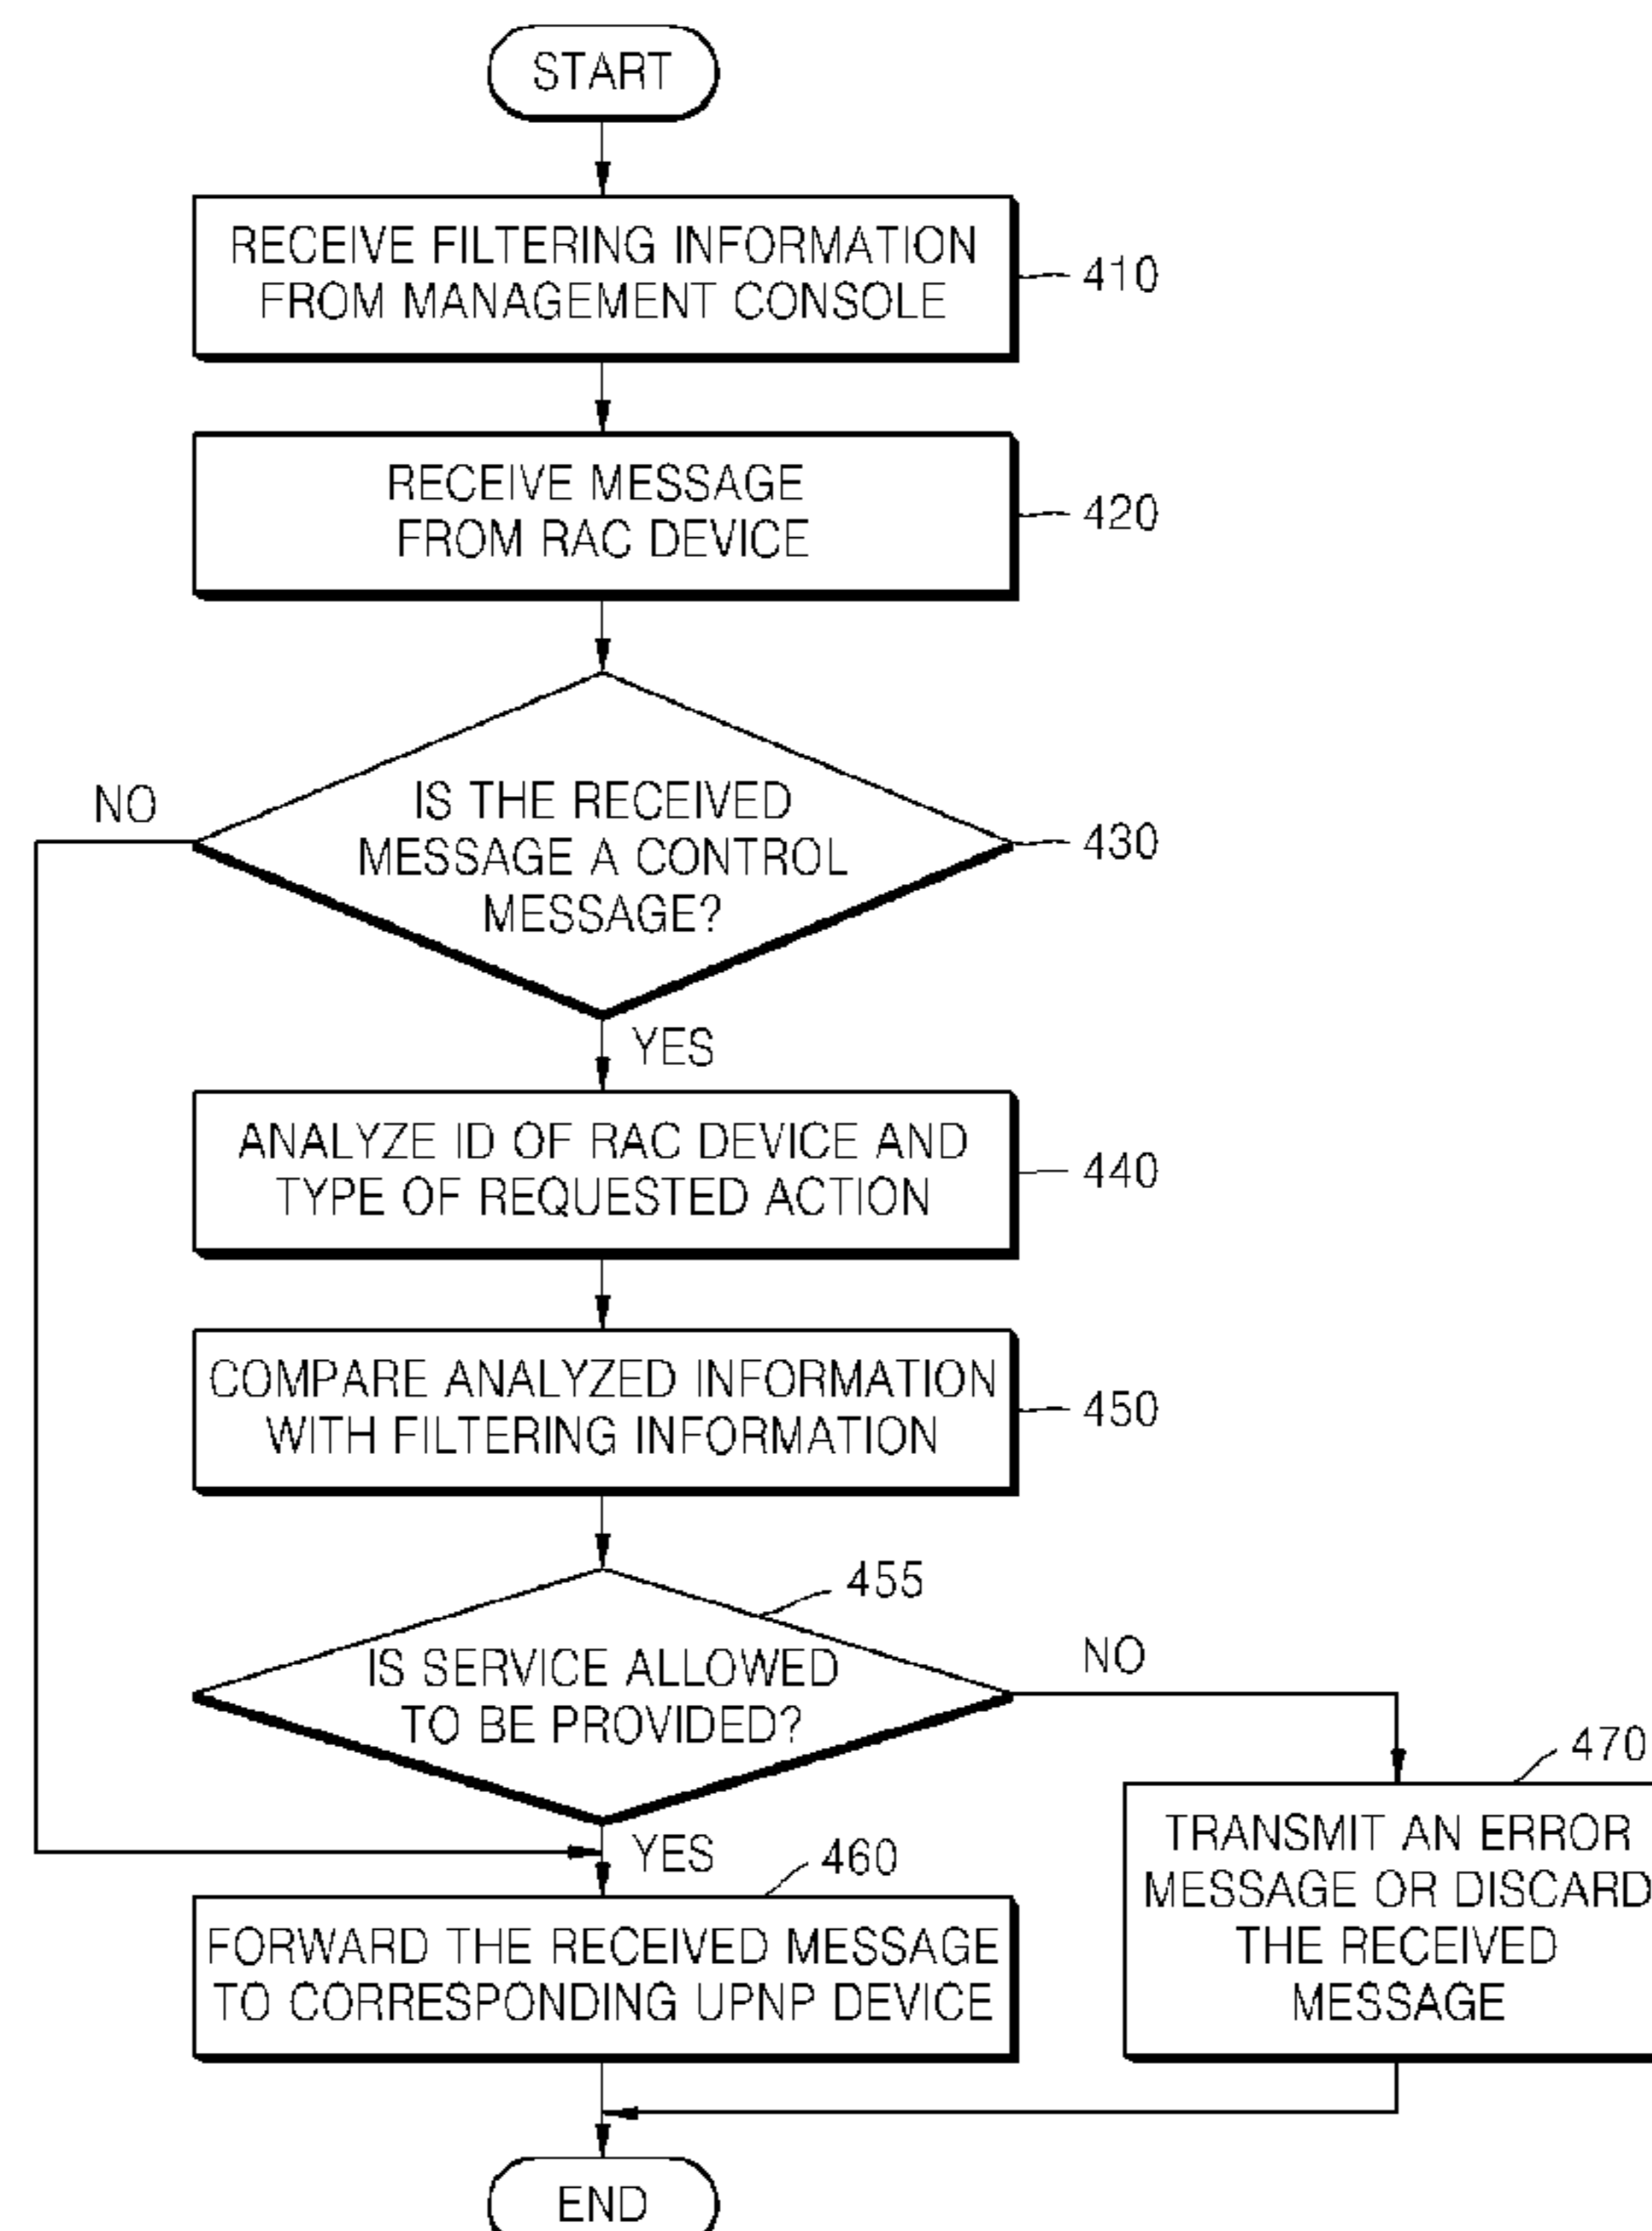 START
RECEIVE FILTERING INFORMATION
FROM MANAGEMENT CONSOLE
410
RECEIVE MESSAGE
FROM RAC DEVICE
420
NO
IS THE RECEIVED
MESSAGE A CONTROL
MESSAGE?
430
YES
ANALYZE ID OF RAC DEVICE AND
TYPE OF REQUESTED ACTION
440
COMPARE ANALYZED INFORMATION
WITH FILTERING INFORMATION
450
455
IS SERVICE ALLOWED
TO BE PROVIDED?
NO
470
TRANSMIT AN ERROR
MESSAGE OR DISCARD
THE RECEIVED
MESSAGE
YES
460
FORWARD THE RECEIVED MESSAGE
TO CORRESPONDING UPNP DEVICE
END